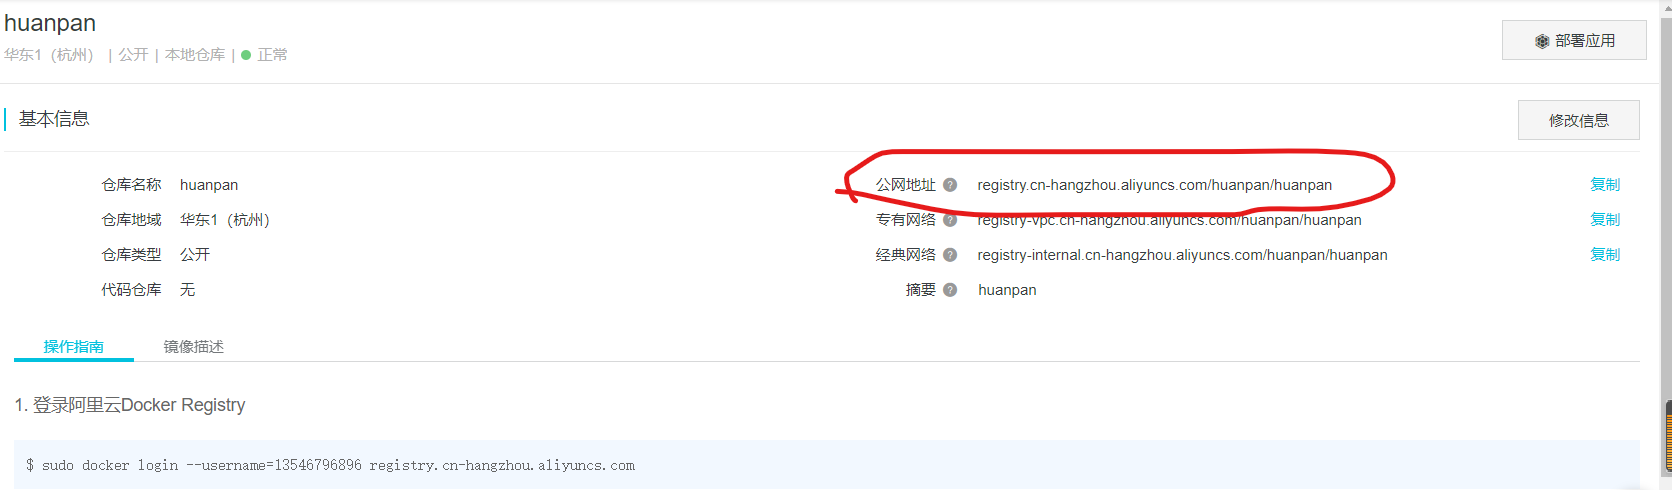 huanpan
华东1（杭州） | 公开 | 本地仓库 | 正常
部署应用
基本信息
修改信息
仓库名称 huanpan 公网地址 ? registry.cn-hangzhou.aliyuncs.com/huanpan/huanpan 复制
仓库地域 华东1（杭州） 专有网络 ? registry-vpc.cn-hangzhou.aliyuncs.com/huanpan/huanpan 复制
仓库类型 公开 经典网络 ? registry-internal.cn-hangzhou.aliyuncs.com/huanpan/huanpan 复制
代码仓库 无 摘要 ? huanpan
操作指南 镜像描述
1. 登录阿里云Docker Registry
$ sudo docker login --username=13546796896 registry.cn-hangzhou.aliyuncs.com